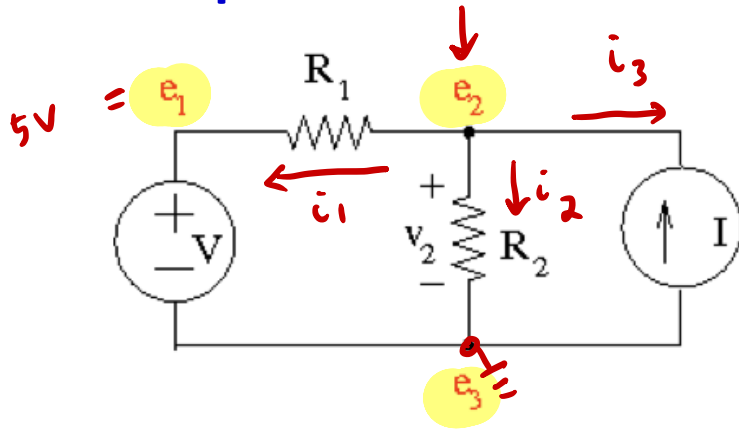 R₁
i₃
5V = e₁
e₂
i₁
+
i₂
+
V
v₂
R₂
I
−
−
e₃